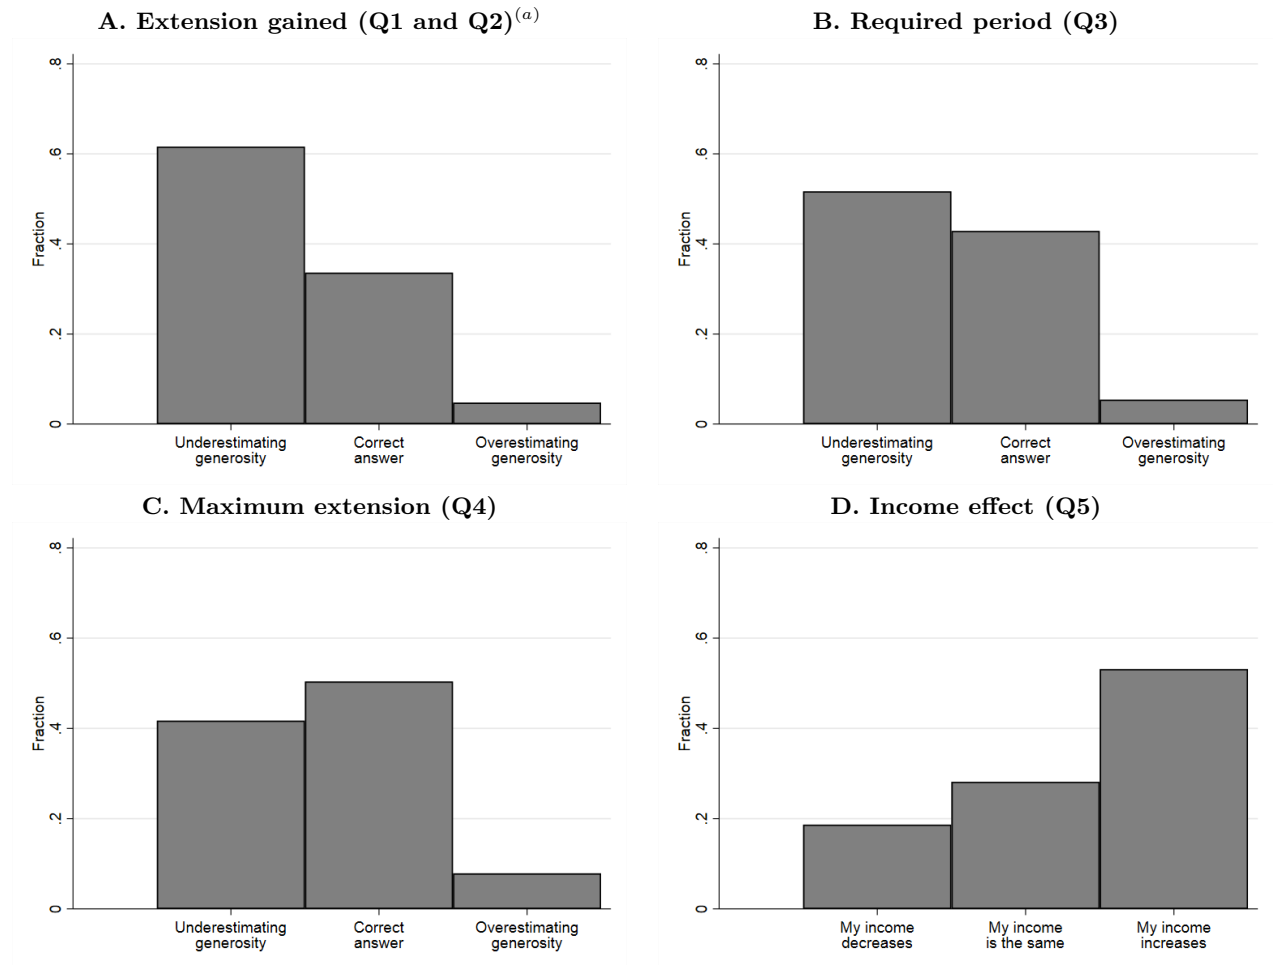 A. Extension gained (Q1 and Q2)(a)
.8
.6
.4
.2
0
Fraction
Underestimating generosity
Correct answer
Overestimating generosity
B. Required period (Q3)
.8
.6
.4
.2
0
Fraction
Underestimating generosity
Correct answer
Overestimating generosity
C. Maximum extension (Q4)
.8
.6
.4
.2
0
Fraction
Underestimating generosity
Correct answer
Overestimating generosity
D. Income effect (Q5)
.8
.6
.4
.2
0
Fraction
My income decreases
My income is the same
My income increases